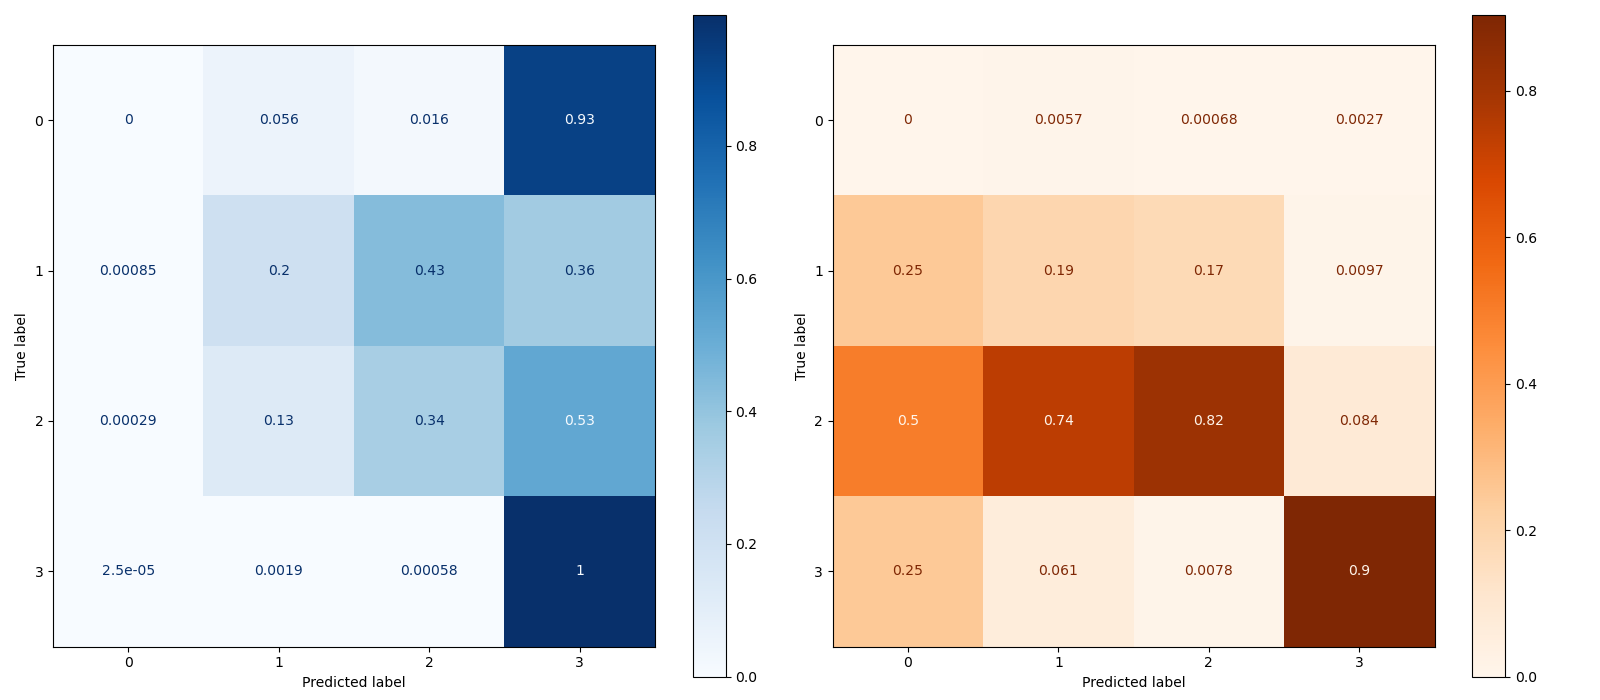 0 0 0.056 0.016 0.93
1 0.00085 0.2 0.43 0.36
2 0.00029 0.13 0.34 0.53
3 2.5e-05 0.0019 0.00058 1
0 1 2 3
Predicted label
True label
0.8
0.6
0.4
0.2
0.0
0 0 0.0057 0.00068 0.0027
1 0.25 0.19 0.17 0.0097
2 0.5 0.74 0.82 0.084
3 0.25 0.061 0.0078 0.9
0 1 2 3
Predicted label
True label
0.8
0.6
0.4
0.2
0.0